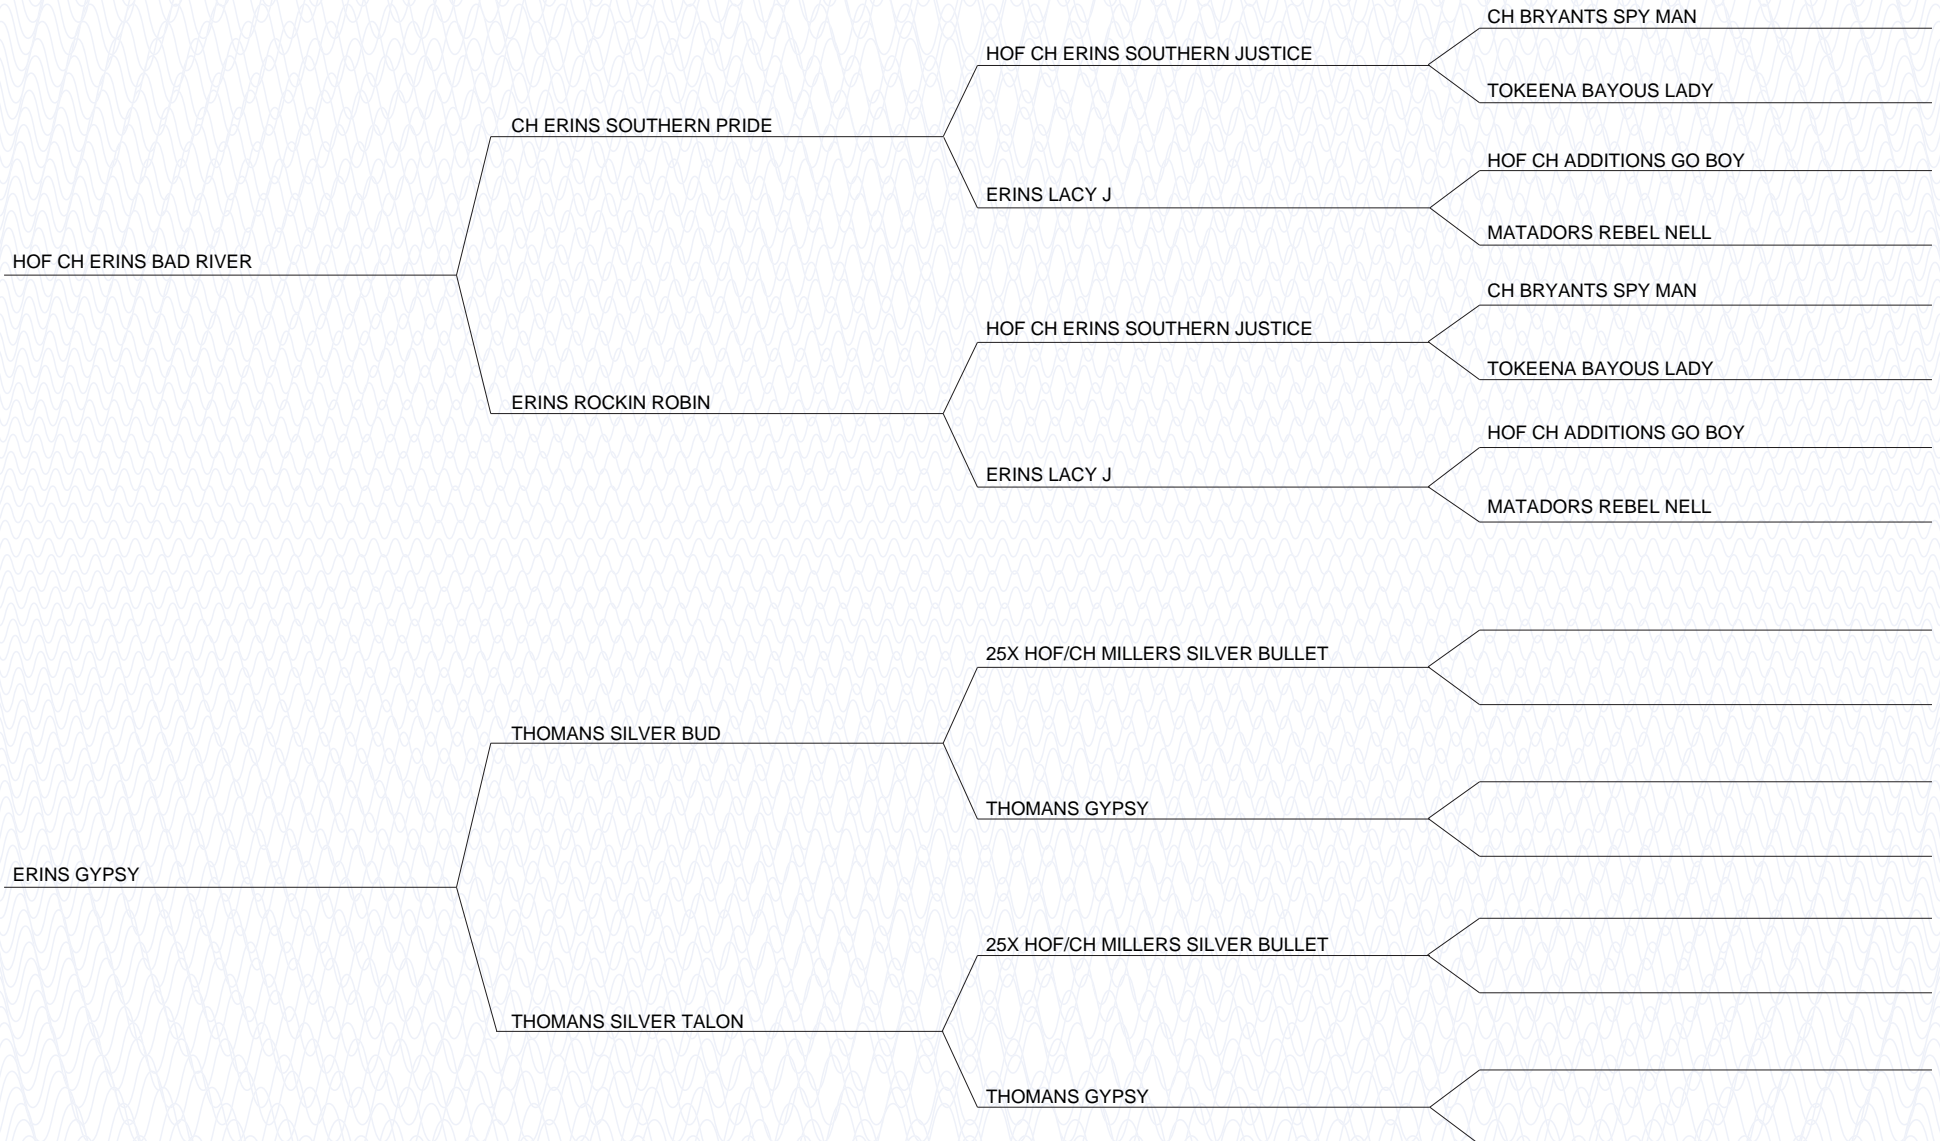 CH BRYANTS SPY MAN
HOF CH ERINS SOUTHERN JUSTICE
TOKEENA BAYOUS LADY
CH ERINS SOUTHERN PRIDE
HOF CH ADDITIONS GO BOY
ERINS LACY J
MATADORS REBEL NELL
HOF CH ERINS BAD RIVER
CH BRYANTS SPY MAN
HOF CH ERINS SOUTHERN JUSTICE
TOKEENA BAYOUS LADY
ERINS ROCKIN ROBIN
HOF CH ADDITIONS GO BOY
ERINS LACY J
MATADORS REBEL NELL
25X HOF/CH MILLERS SILVER BULLET
THOMANS SILVER BUD
THOMANS GYPSY
ERINS GYPSY
25X HOF/CH MILLERS SILVER BULLET
THOMANS SILVER TALON
THOMANS GYPSY